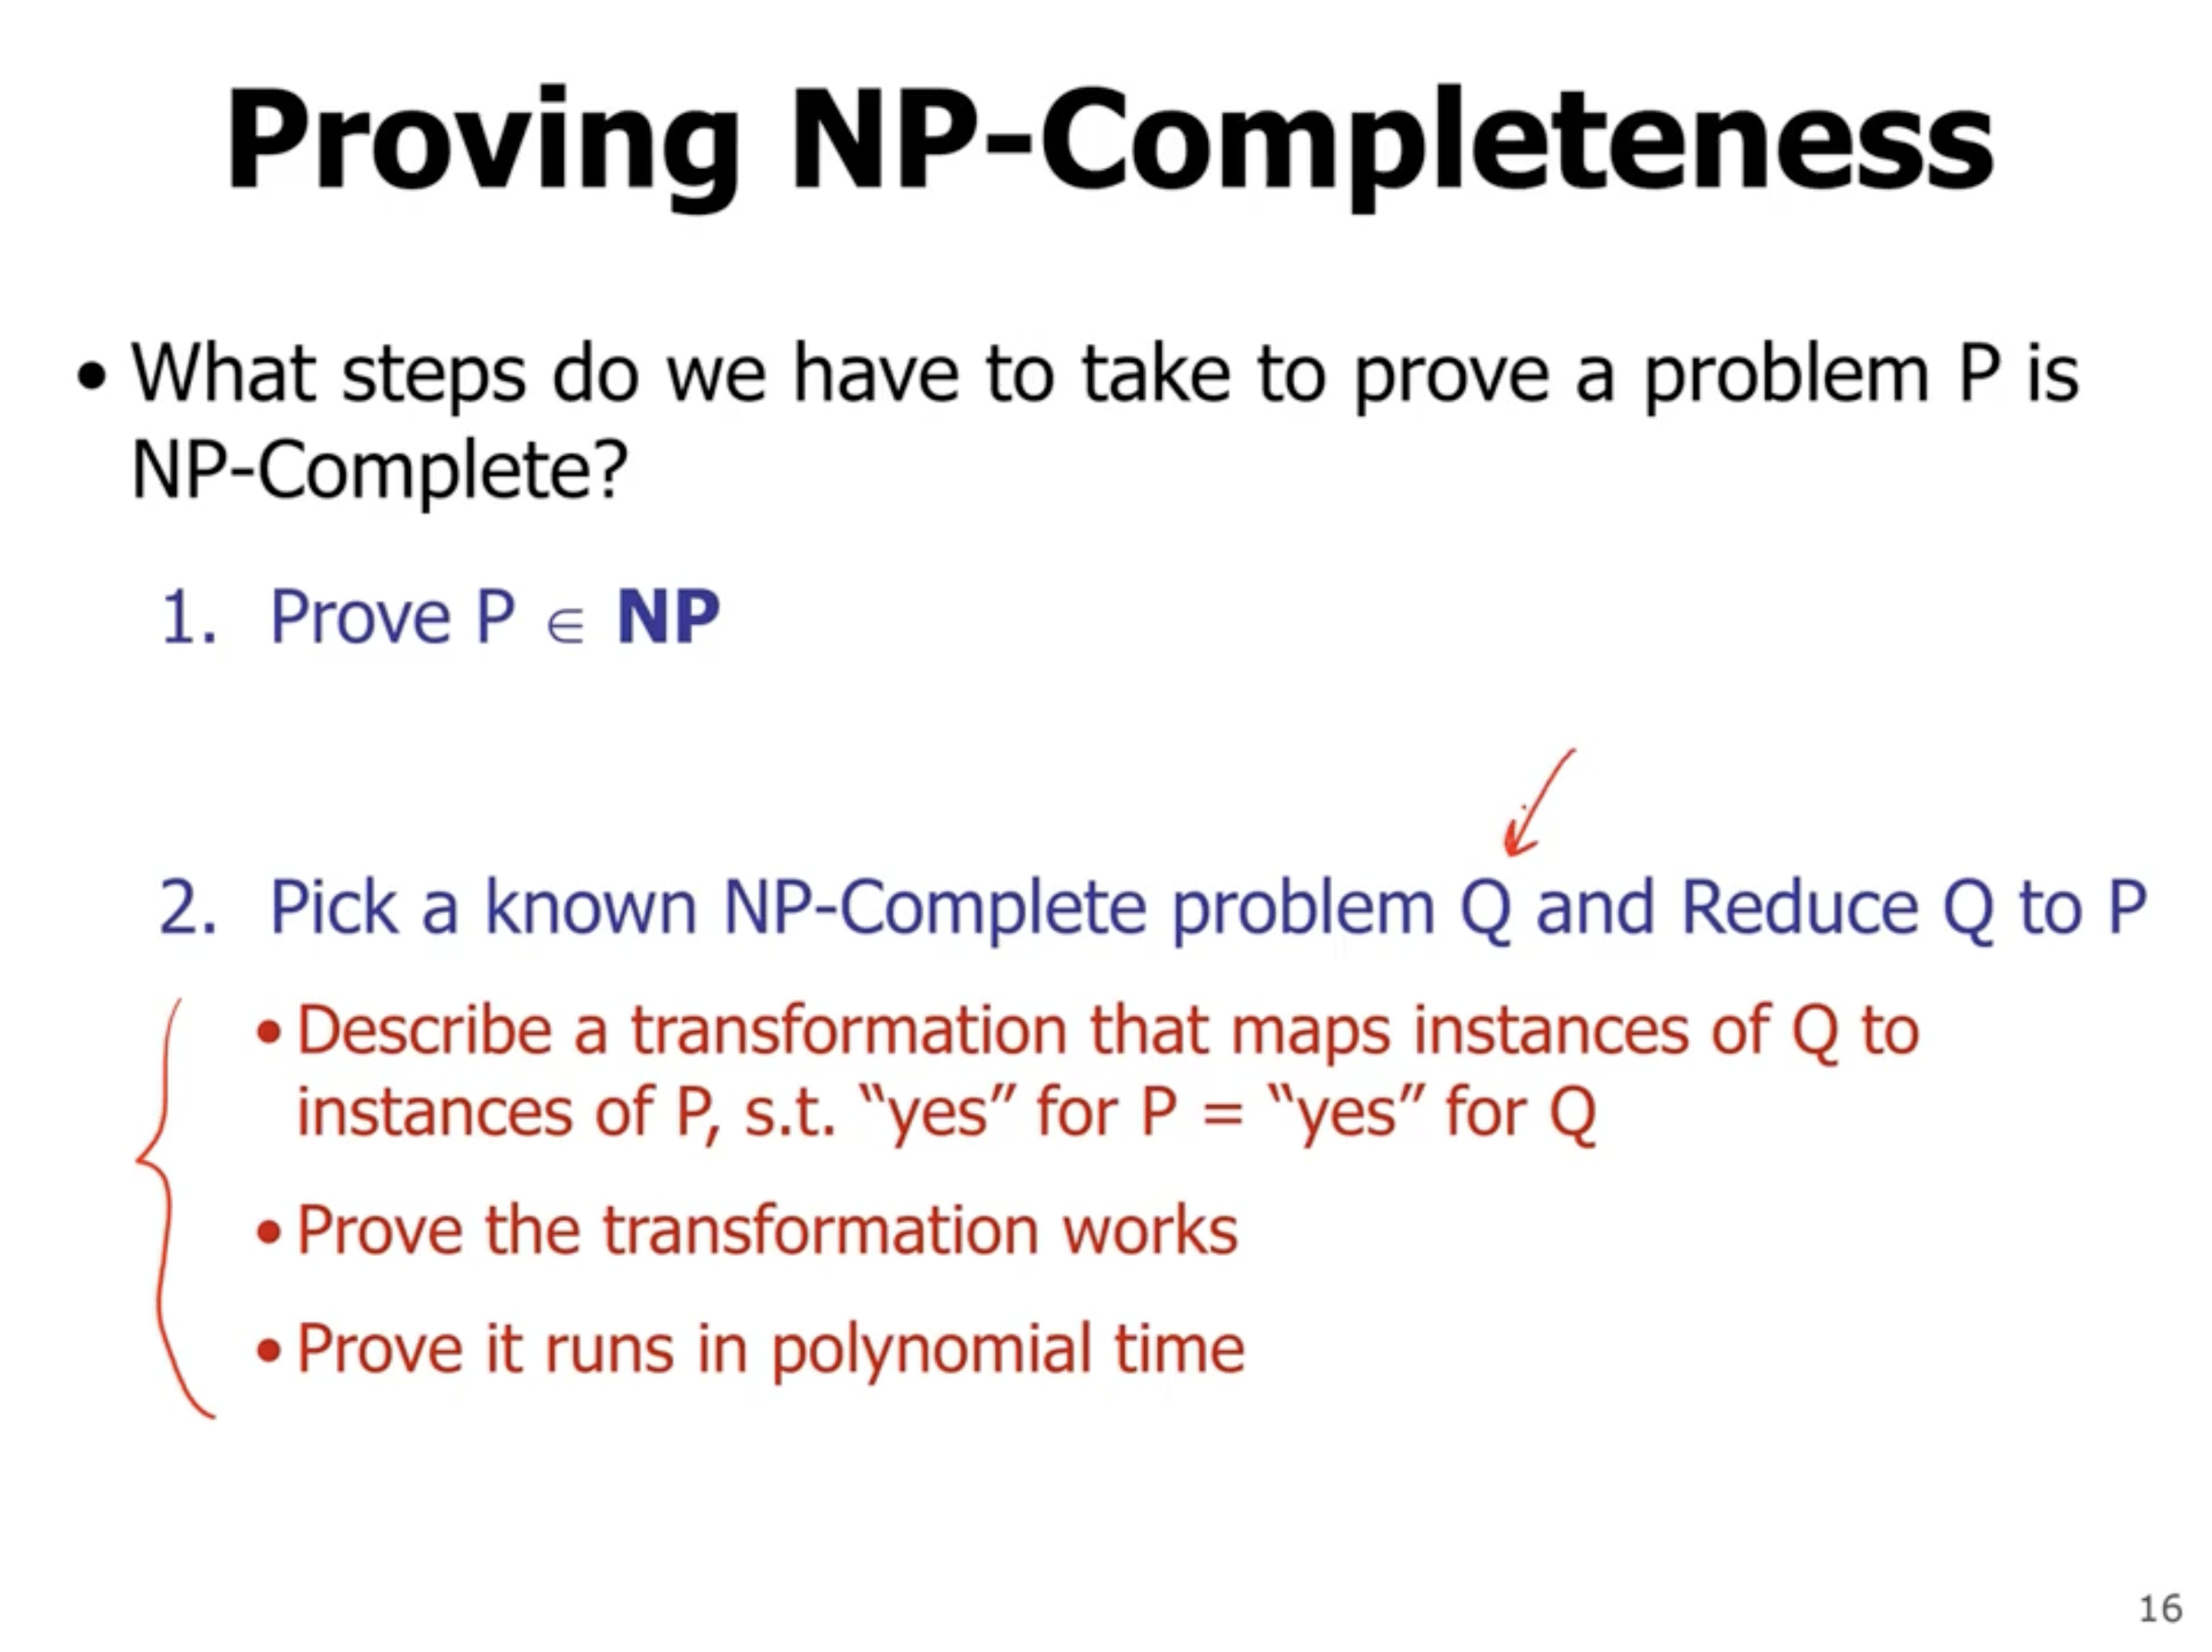 Proving NP-Completeness
• What steps do we have to take to prove a problem P is
NP-Complete?
1. Prove P ∈ NP
2. Pick a known NP-Complete problem Q and Reduce Q to P
• Describe a transformation that maps instances of Q to
instances of P, s.t. “yes” for P = “yes” for Q
• Prove the transformation works
• Prove it runs in polynomial time
16